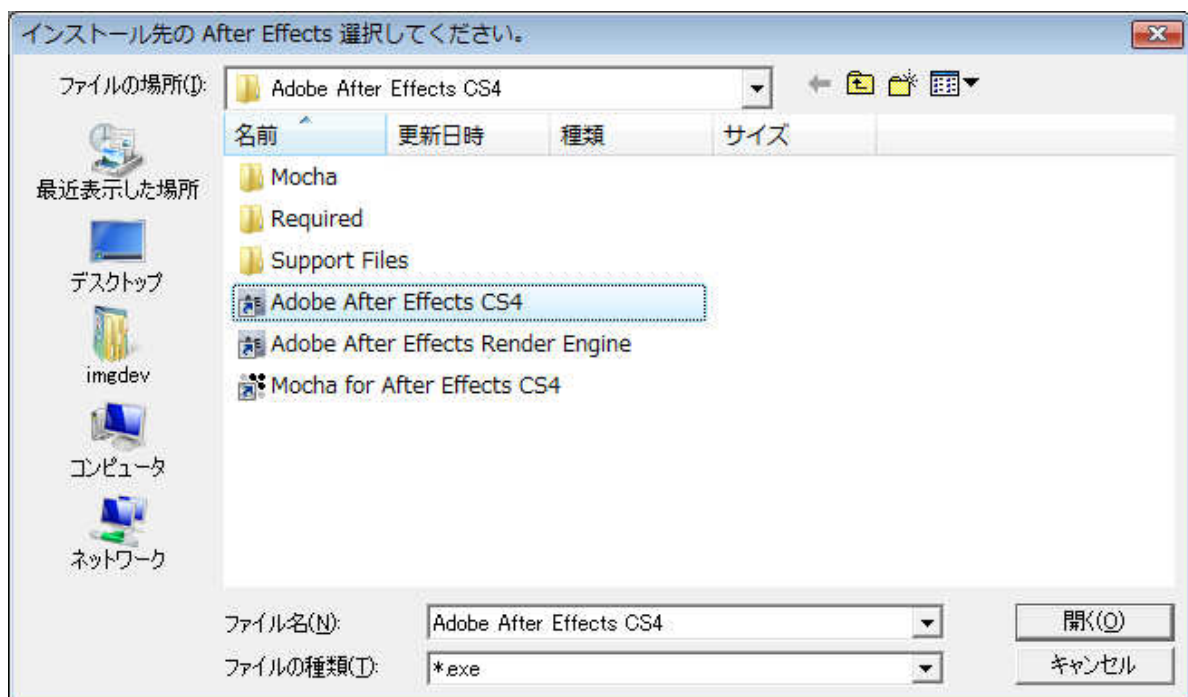 インストール先の After Effects 選択してください。
ファイルの場所(I):
Adobe After Effects CS4
名前
更新日時
種類
サイズ
最近表示した場所
デスクトップ
imgdev
コンピュータ
ネットワーク
Mocha
Required
Support Files
Adobe After Effects CS4
Adobe After Effects Render Engine
Mocha for After Effects CS4
ファイル名(N):
Adobe After Effects CS4
開く(O)
ファイルの種類(T):
*.exe
キャンセル